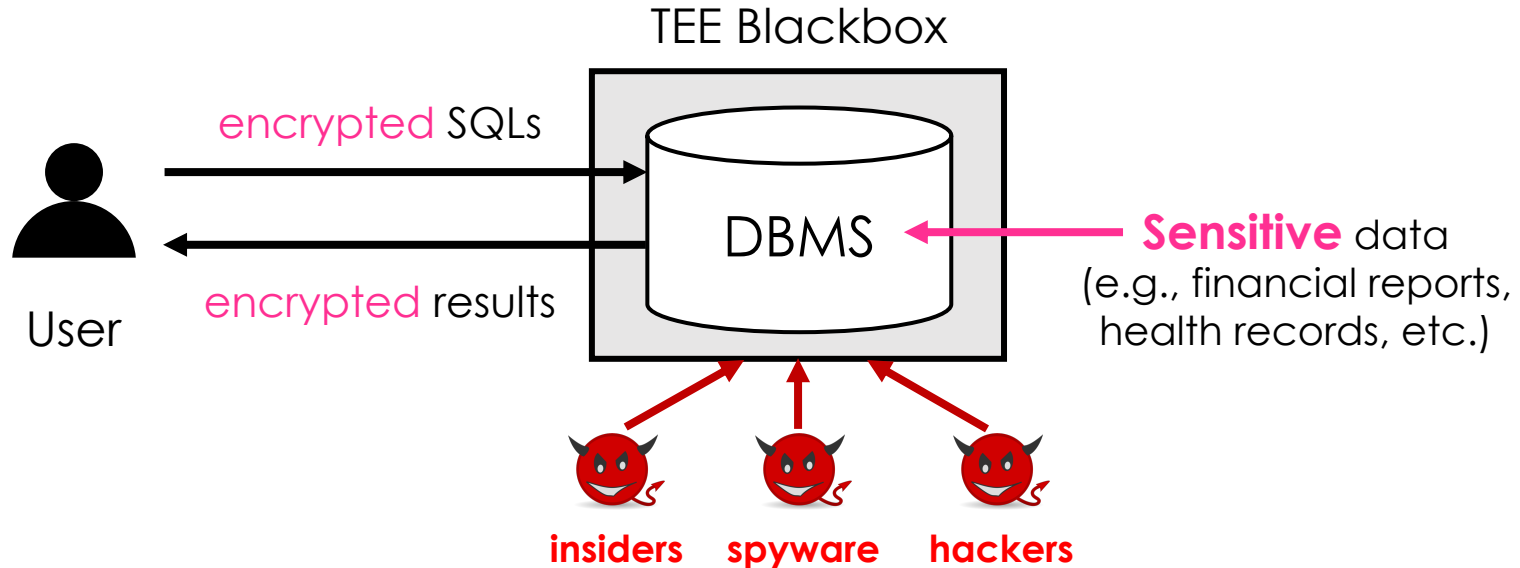 TEE Blackbox
encrypted SQLs
DBMS
encrypted results
User
Sensitive data
(e.g., financial reports,
health records, etc.)
insiders
spyware
hackers